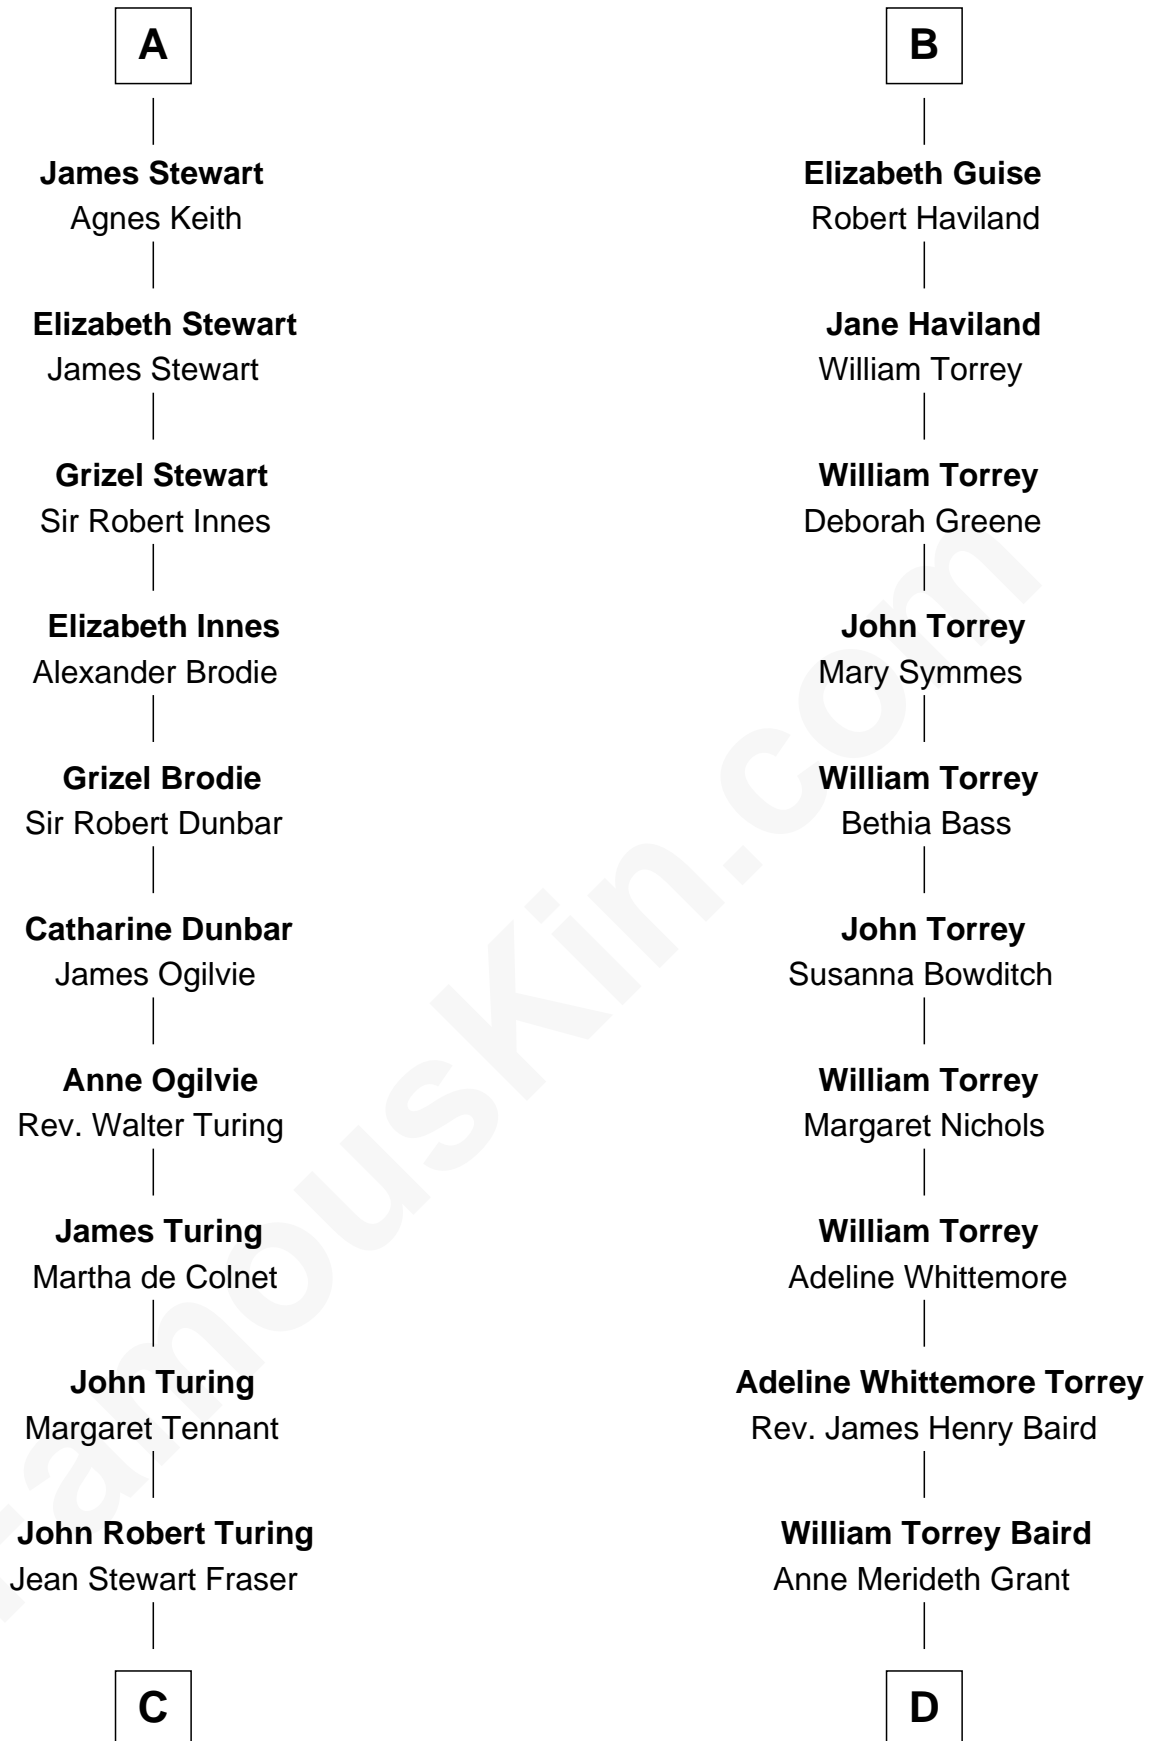 A
James Stewart
Agnes Keith
Elizabeth Stewart
James Stewart
Grizel Stewart
Sir Robert Innes
Elizabeth Innes
Alexander Brodie
Grizel Brodie
Sir Robert Dunbar
Catharine Dunbar
James Ogilvie
Anne Ogilvie
Rev. Walter Turing
James Turing
Martha de Colnet
John Turing
Margaret Tennant
John Robert Turing
Jean Stewart Fraser
C
B
Elizabeth Guise
Robert Haviland
Jane Haviland
William Torrey
William Torrey
Deborah Greene
John Torrey
Mary Symmes
William Torrey
Bethia Bass
John Torrey
Susanna Bowditch
William Torrey
Margaret Nichols
William Torrey
Adeline Whittemore
Adeline Whittemore Torrey
Rev. James Henry Baird
William Torrey Baird
Anne Merideth Grant
D
FamousKin.com